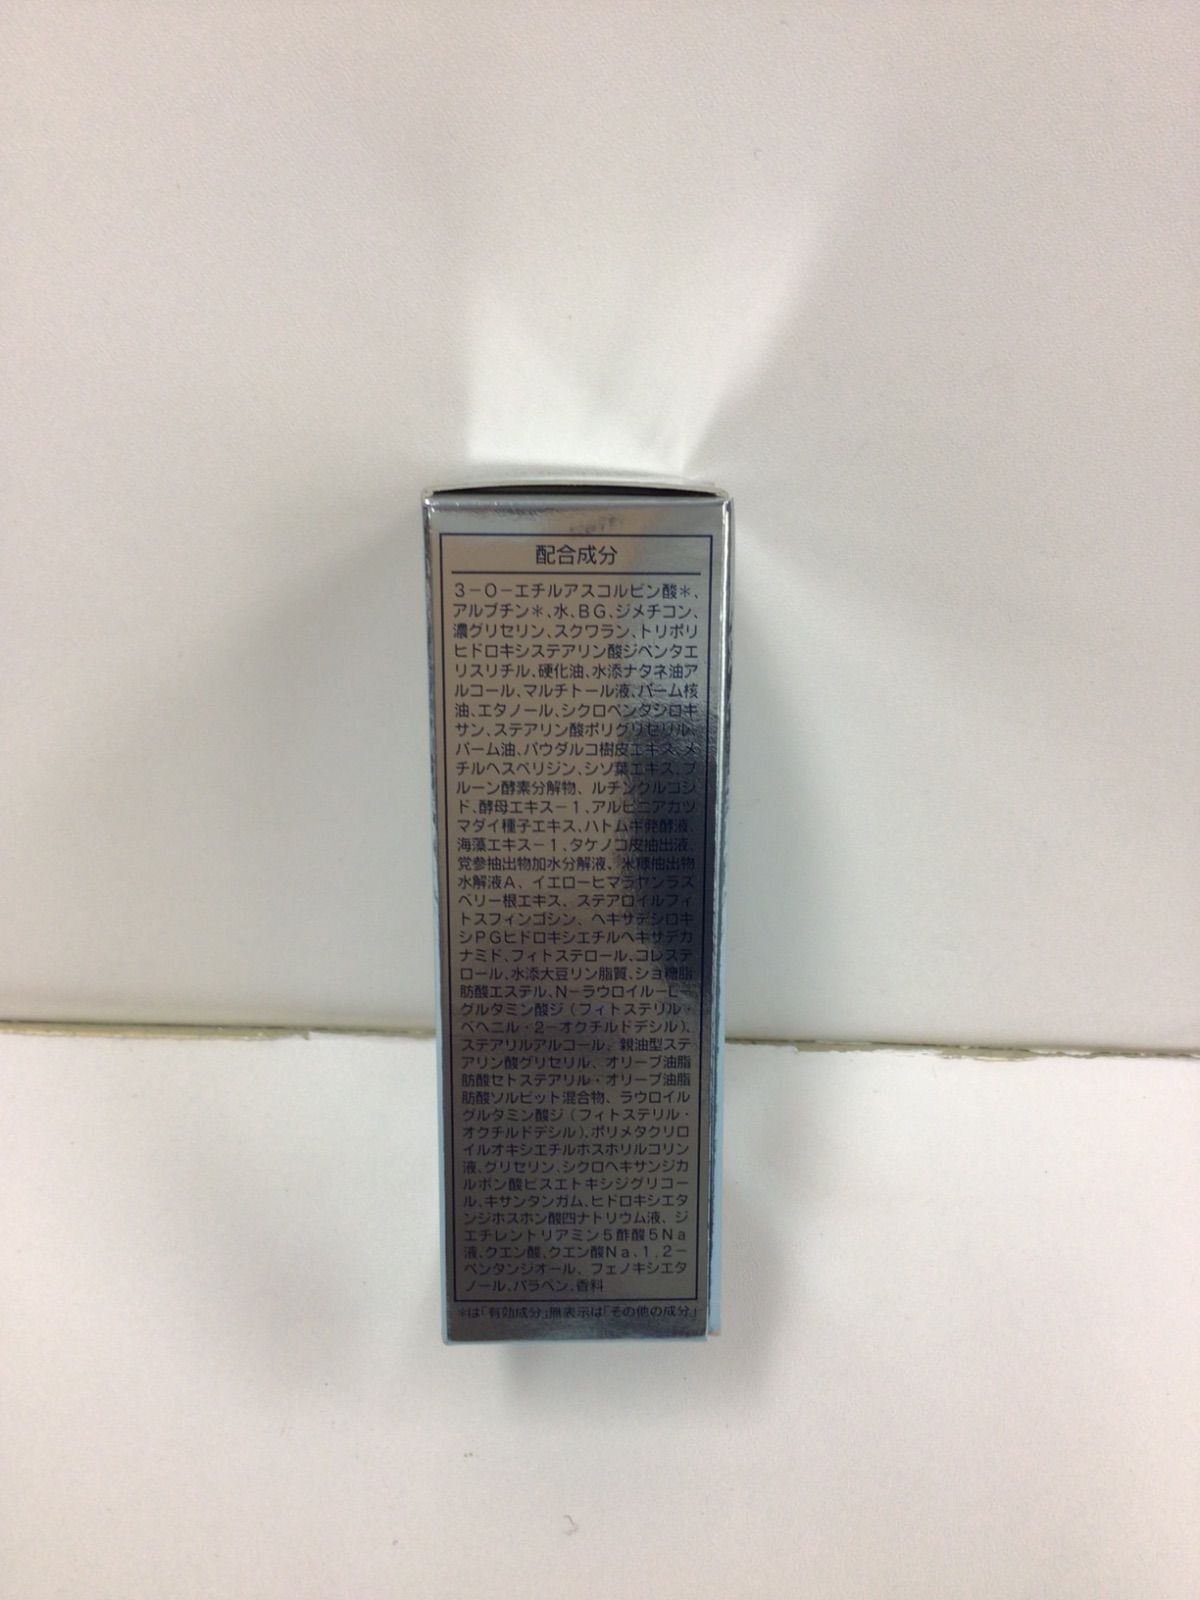 配合成分
3-O-エチルアスコルビン酸*、
アルブチン*、水、BG、ジメチコン、
濃グリセリン、スクワラン、トリポリ
ヒドロキシステアリン酸ジペンタエ
リスリチル、硬化油、水添ナタネ油ア
ルコール、マルチトール液、パーム核
油、エタノール、シクロペンタシロキ
サン、ステアリン酸ポリグリセリル、
パーム油、パウダルコ樹皮エキス、メ
チルヘスペリジン、シソ葉エキス、プ
ルーン酵素分解物、ルチンクルコシ
ド、酵母エキス-1、アルピニアカツ
マダイ種子エキス、ハトムギ発酵液、
海藻エキス-1、タケノコ皮抽出液、
党参抽出物加水分解液、米糠抽出物
水解液A、イエローヒマラヤンラズ
ベリー根エキス、ステアロイルフィ
トスフィンゴシン、ヘキサデシロキ
シPGヒドロキシエチルヘキサデカ
ナミド、フィトステロール、コレステ
ロール、水添大豆リン脂質、ショ糖脂
肪酸エステル、N-ラウロイル-L-
グルタミン酸ジ(フィトステリル・
ベヘニル・2-オクチルドデシル)、
ステアリルアルコール、親油型ステ
アリン酸グリセリル、オリーブ油脂
肪酸セトステアリル・オリーブ油脂
肪酸ソルビット混合物、ラウロイル
グルタミン酸ジ(フィトステリル・
オクチルドデシル)、ポリメタクリロ
イルオキシエチルホスホリルコリン
液、グリセリン、シクロヘキサンジカ
ルボン酸ビスエトキシジグリコー
ル、キサンタンガム、ヒドロキシエタ
ンジホスホン酸四ナトリウム液、ジ
エチレントリアミン5酢酸5Na
液、クエン酸、クエン酸Na、1,2-
ペンタンジオール、フェノキシエタ
ノール、パラベン、香料
*は「有効成分」無表示は「その他の成分」